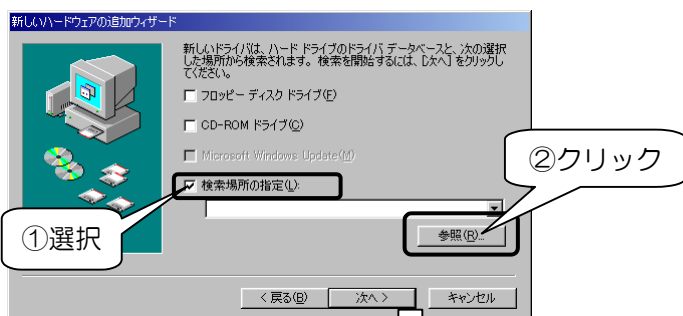 新しいハードウェアの追加ウィザード
新しいドライバは、ハード ドライブのドライバ データベースと、次の選択
した場所から検索されます。検索を開始するには、[次へ] をクリックし
てください。
フロッピー ディスク ドライブ(F)
CD-ROM ドライブ(C)
Microsoft Windows Update(M)
②クリック
検索場所の指定(L):
①選択
参照(R)...
< 戻る(B)
次へ >
キャンセル